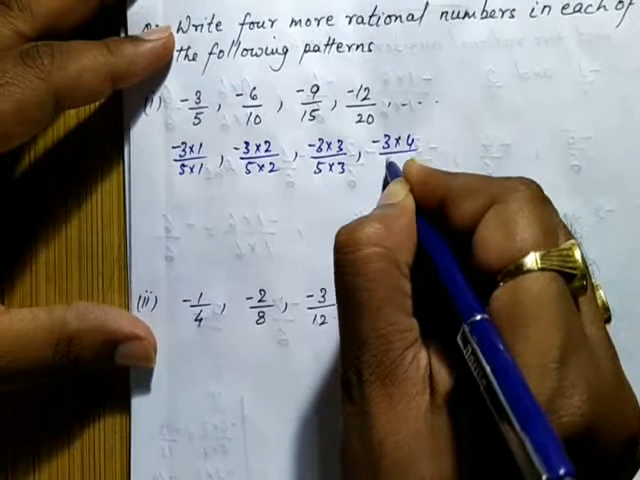 Write four more rational numbers in each of
the following patterns
(i) -3/5, -6/10, -9/15, -12/20, ....
-3×1/5×1, -3×2/5×2, -3×3/5×3, -3×4
(ii) -1/4, -2/8, -3/12